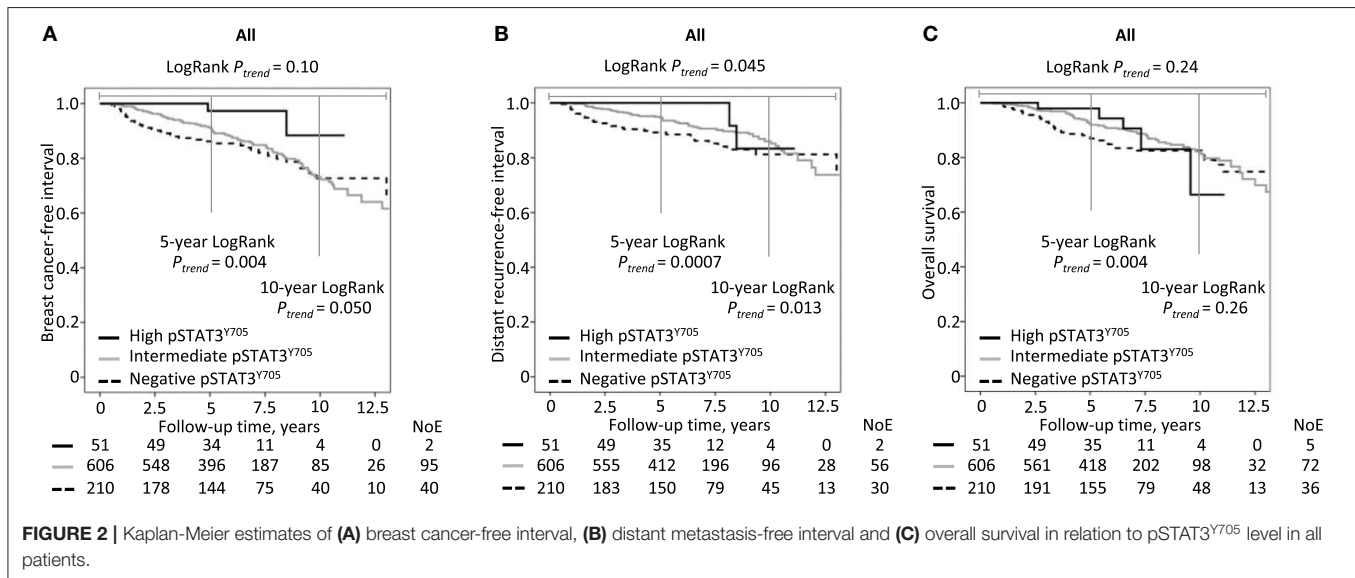 A
All
LogRank Ptrend = 0.10
Breast cancer-free interval
1.0
0.8
0.6
0.4
0.2
0
5-year LogRank
Ptrend = 0.004
10-year LogRank
Ptrend = 0.050
High pSTAT3Y705
Intermediate pSTAT3Y705
Negative pSTAT3Y705
0 2.5 5 7.5 10 12.5
Follow-up time, years NoE
51 49 34 11 4 0 2
606 548 396 187 85 26 95
210 178 144 75 40 10 40
B
All
LogRank Ptrend = 0.045
Distant recurrence-free interval
1.0
0.8
0.6
0.4
0.2
0
5-year LogRank
Ptrend = 0.0007
10-year LogRank
Ptrend = 0.013
High pSTAT3Y705
Intermediate pSTAT3Y705
Negative pSTAT3Y705
0 2.5 5 7.5 10 12.5
Follow-up time, years NoE
51 49 35 12 4 0 2
606 555 412 196 96 28 56
210 183 150 79 45 13 30
C
All
LogRank Ptrend = 0.24
Overall survival
1.0
0.8
0.6
0.4
0.2
0
5-year LogRank
Ptrend = 0.004
10-year LogRank
Ptrend = 0.26
High pSTAT3Y705
Intermediate pSTAT3Y705
Negative pSTAT3Y705
0 2.5 5 7.5 10 12.5
Follow-up time, years NoE
51 49 35 11 4 0 5
606 561 418 202 98 32 72
210 191 155 79 48 13 36
FIGURE 2 | Kaplan-Meier estimates of (A) breast cancer-free interval, (B) distant metastasis-free interval and (C) overall survival in relation to pSTAT3Y705 level in all
patients.